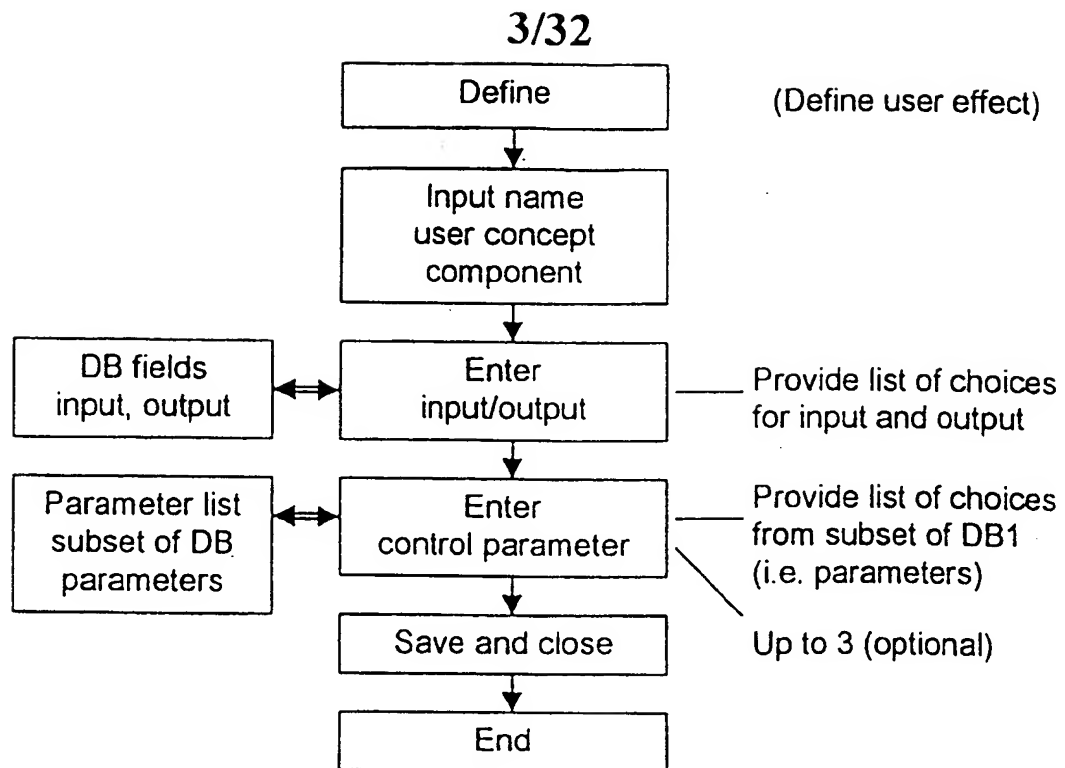 3/32
Define
(Define user effect)
Input name
user concept
component
DB fields
input, output
Enter
input/output
Provide list of choices
for input and output
Parameter list
subset of DB
parameters
Enter
control parameter
Provide list of choices
from subset of DB1
(i.e. parameters)
Up to 3 (optional)
Save and close
End